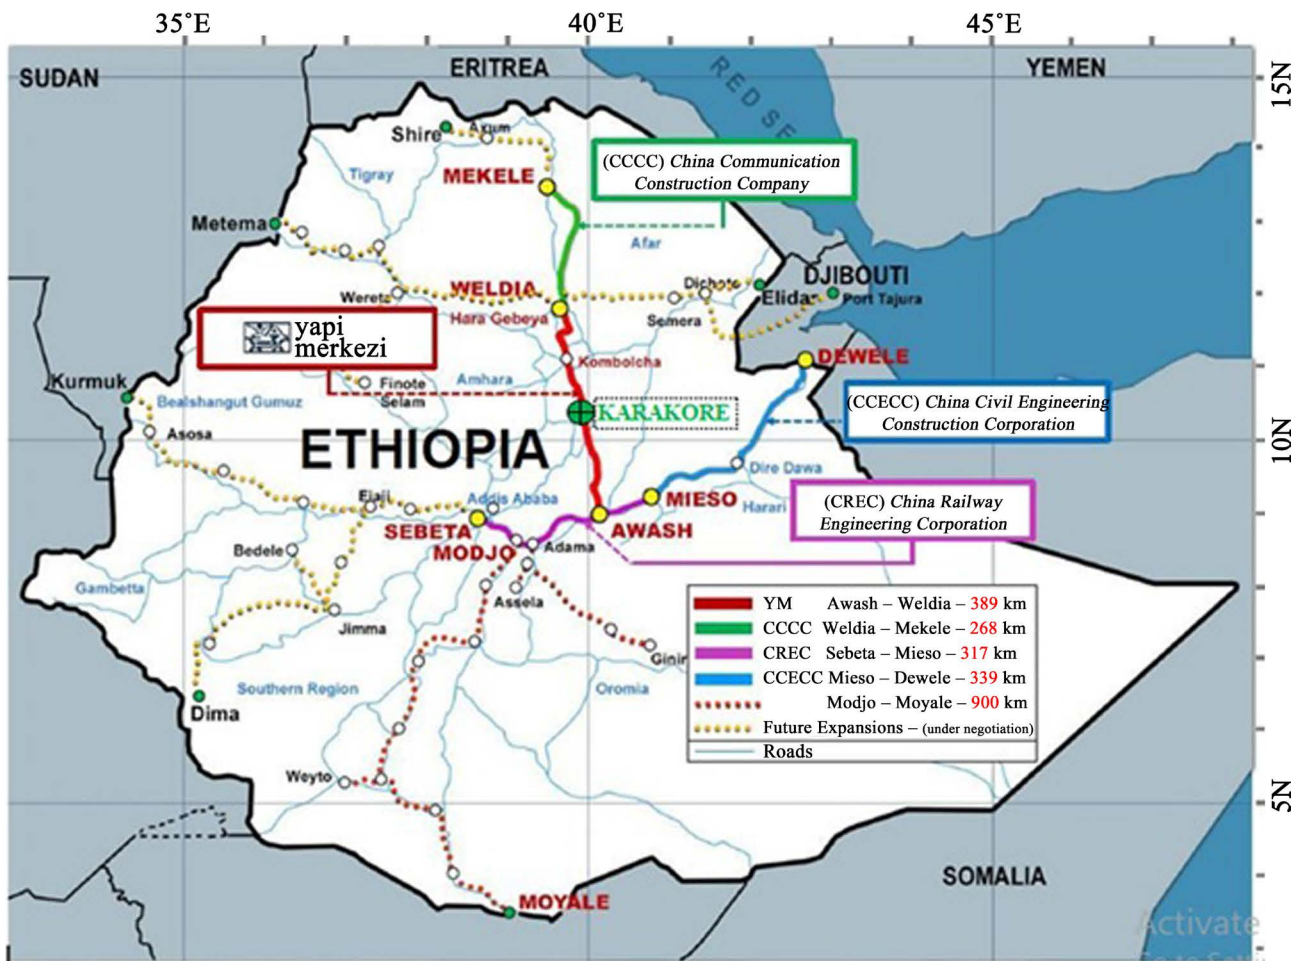 35°E
40°E
45°E
SUDAN
ERITREA
YEMEN
15N
RED SE
Shire
Axum
(CCCC) China Communication
Construction Company
MEKELE
Tigray
Metema
Afar
DJIBOUTI
WELDIA
Dichoto
Elidar
Port Tajura
Wereta
Hara Gebeya
Semera
yapi
merkezi
Kombolcha
DEWELE
Kurmuk
Amhara
Finote
Selam
Bealshangut Gumuz
KARAKORE
(CCECC) China Civil Engineering
Construction Corporation
Asosa
10N
ETHIOPIA
Dire Dawa
Addis Ababa
MIESO
Harari
(CREC) China Railway
Engineering Corporation
Ejaji
SEBETA
AWASH
MODJO
Adama
Bedele
Gambetta
Assela
Jimma
Ginir
YM Awash – Weldia – 389 km
CCCC Weldia – Mekele – 268 km
CREC Sebeta – Mieso – 317 km
CCECC Mieso – Dewele – 339 km
Modjo – Moyale – 900 km
Future Expansions – (under negotiation)
Roads
Southern Region
Oromia
Dima
Weyto
5N
SOMALIA
MOYALE
Activate